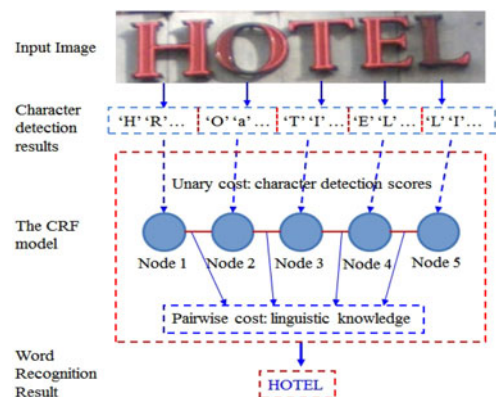 Input Image
HOTEL
Character
detection
results
‘H’‘R’… ‘O’‘a’… ‘T’‘I’… ‘E’‘L’… ‘L’‘I’…
Unary cost: character detection scores
The CRF
model
Node 1 Node 2 Node 3 Node 4 Node 5
Pairwise cost: linguistic knowledge
Word
Recognition
Result
HOTEL